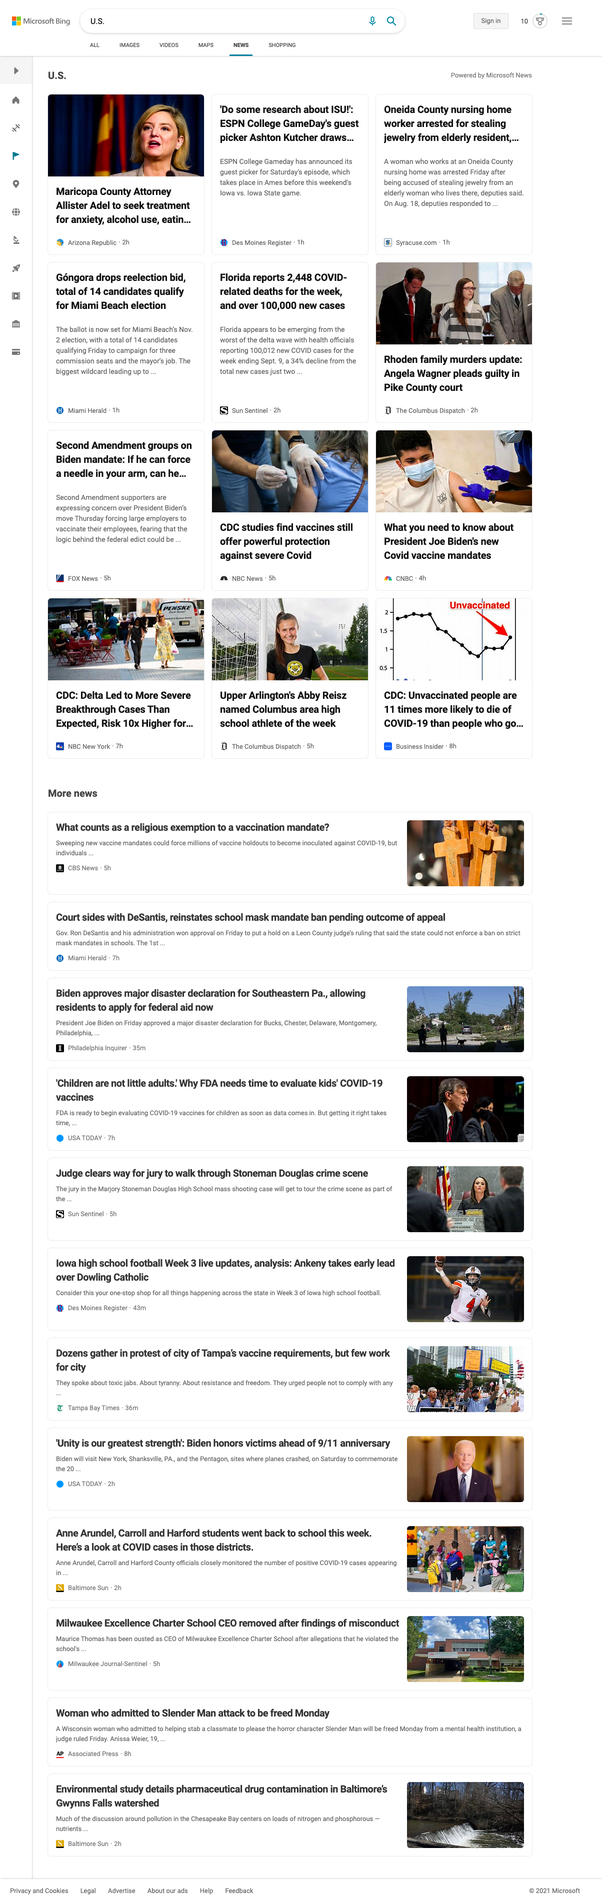 Microsoft Bing
U.S.
Sign in
10
ALL IMAGES VIDEOS MAPS NEWS SHOPPING
U.S.
Powered by Microsoft News
Maricopa County Attorney
Allister Adel to seek treatment
for anxiety, alcohol use, eatin...
Arizona Republic · 2h
'Do some research about ISU!':
ESPN College GameDay's guest
picker Ashton Kutcher draws...
ESPN College Gameday has announced its
guest picker for Saturday's episode, which
takes place in Ames before this weekend's
Iowa vs. Iowa State game.
Des Moines Register · 1h
Oneida County nursing home
worker arrested for stealing
jewelry from elderly resident,...
A woman who works at an Oneida County
nursing home was arrested Friday after
being accused of stealing jewelry from an
elderly woman who lives there, deputies said.
On Aug. 18, deputies responded to ...
Syracuse.com · 1h
Góngora drops reelection bid,
total of 14 candidates qualify
for Miami Beach election
The ballot is now set for Miami Beach's Nov.
2 election, with a total of 14 candidates
qualifying Friday to campaign for three
commission seats and the mayor's job. The
biggest wildcard leading up to ...
Miami Herald · 1h
Florida reports 2,448 COVID-
related deaths for the week,
and over 100,000 new cases
Florida appears to be emerging from the
worst of the delta wave with health officials
reporting 100,012 new COVID cases for the
week ending Sept. 9, a 34% decline from the
total new cases just two ...
Sun Sentinel · 2h
Rhoden family murders update:
Angela Wagner pleads guilty in
Pike County court
The Columbus Dispatch · 2h
Second Amendment groups on
Biden mandate: If he can force
a needle in your arm, can he...
Second Amendment supporters are
expressing concern over President Biden's
move Thursday forcing large employers to
vaccinate their employees, fearing that the
logic behind the federal edict could be ...
FOX News · 5h
CDC studies find vaccines still
offer powerful protection
against severe Covid
NBC News · 5h
What you need to know about
President Joe Biden's new
Covid vaccine mandates
CNBC · 4h
PENSKE
CDC: Delta Led to More Severe
Breakthrough Cases Than
Expected, Risk 10x Higher for...
NBC New York · 7h
Upper Arlington's Abby Reisz
named Columbus area high
school athlete of the week
The Columbus Dispatch · 5h
Unvaccinated
2
1.5
1
0.5
CDC: Unvaccinated people are
11 times more likely to die of
COVID-19 than people who go...
Business Insider · 8h
More news
What counts as a religious exemption to a vaccination mandate?
Sweeping new vaccine mandates could force millions of vaccine holdouts to become inoculated against COVID-19, but
individuals ...
CBS News · 5h
Court sides with DeSantis, reinstates school mask mandate ban pending outcome of appeal
Gov. Ron DeSantis and his administration won approval on Friday to put a hold on a Leon County judge's ruling that said the state could not enforce a ban on strict
mask mandates in schools. The 1st ...
Miami Herald · 7h
Biden approves major disaster declaration for Southeastern Pa., allowing
residents to apply for federal aid now
President Joe Biden on Friday approved a major disaster declaration for Bucks, Chester, Delaware, Montgomery,
Philadelphia, ...
Philadelphia Inquirer · 35m
'Children are not little adults.' Why FDA needs time to evaluate kids' COVID-19
vaccines
FDA is ready to begin evaluating COVID-19 vaccines for children as soon as data comes in. But getting it right takes
time, ...
USA TODAY · 7h
Judge clears way for jury to walk through Stoneman Douglas crime scene
The jury in the Marjory Stoneman Douglas High School mass shooting case will get to tour the crime scene as part of
the ...
Sun Sentinel · 5h
Iowa high school football Week 3 live updates, analysis: Ankeny takes early lead
over Dowling Catholic
Consider this your one-stop shop for all things happening across the state in Week 3 of Iowa high school football.
Des Moines Register · 43m
4
Dozens gather in protest of city of Tampa's vaccine requirements, but few work
for city
They spoke about toxic jabs. About tyranny. About resistance and freedom. They urged people not to comply with any
...
Tampa Bay Times · 36m
'Unity is our greatest strength': Biden honors victims ahead of 9/11 anniversary
Biden will visit New York, Shanksville, PA., and the Pentagon, sites where planes crashed, on Saturday to commemorate
the 20 ...
USA TODAY · 2h
Anne Arundel, Carroll and Harford students went back to school this week.
Here's a look at COVID cases in those districts.
Anne Arundel, Carroll and Harford County officials closely monitored the number of positive COVID-19 cases appearing
in ...
Baltimore Sun · 2h
Milwaukee Excellence Charter School CEO removed after findings of misconduct
Maurice Thomas has been ousted as CEO of Milwaukee Excellence Charter School after allegations that he violated the
school's ...
Milwaukee Journal-Sentinel · 5h
Woman who admitted to Slender Man attack to be freed Monday
A Wisconsin woman who admitted to helping stab a classmate to please the horror character Slender Man will be freed Monday from a mental health institution, a
judge ruled Friday. Anissa Weier, 19, ...
AP Associated Press · 8h
Environmental study details pharmaceutical drug contamination in Baltimore's
Gwynns Falls watershed
Much of the discussion around pollution in the Chesapeake Bay centers on loads of nitrogen and phosphorous —
nutrients ...
Baltimore Sun · 2h
Privacy and Cookies Legal Advertise About our ads Help Feedback
© 2021 Microsoft